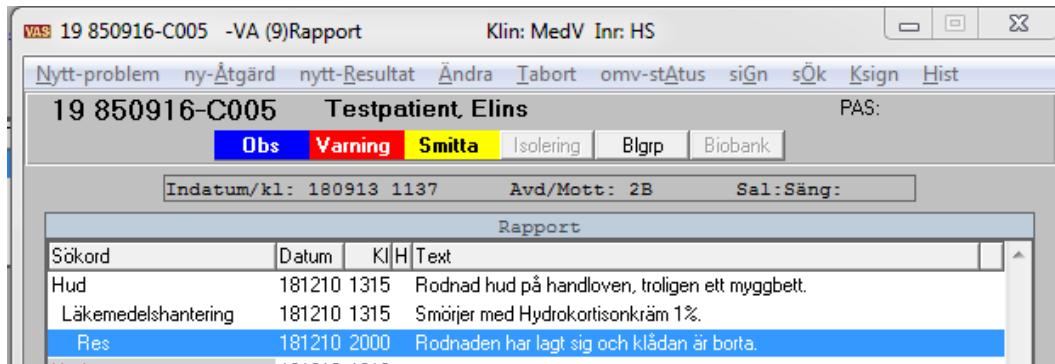 VAS 19 850916-C005 -VA (9)Rapport Klin: MedV Inr: HS
Nytt-problem ny-Åtgärd nytt-Resultat Ändra Tabort omv-stAtus siGn sÖk Ksign Hist
19 850916-C005 Testpatient, Elins PAS:
Obs Varning Smitta Isolering Blgrp Biobank
Indatum/kl: 180913 1137 Avd/Mott: 2B Sal:Säng:
Rapport
Sökord Datum Kl H Text
Hud 181210 1315 Rodnad hud på handloven, troligen ett myggbett.
Läkemedelshantering 181210 1315 Smörjer med Hydrokortisonkräm 1%.
Res 181210 2000 Rodnaden har lagt sig och klådan är borta.